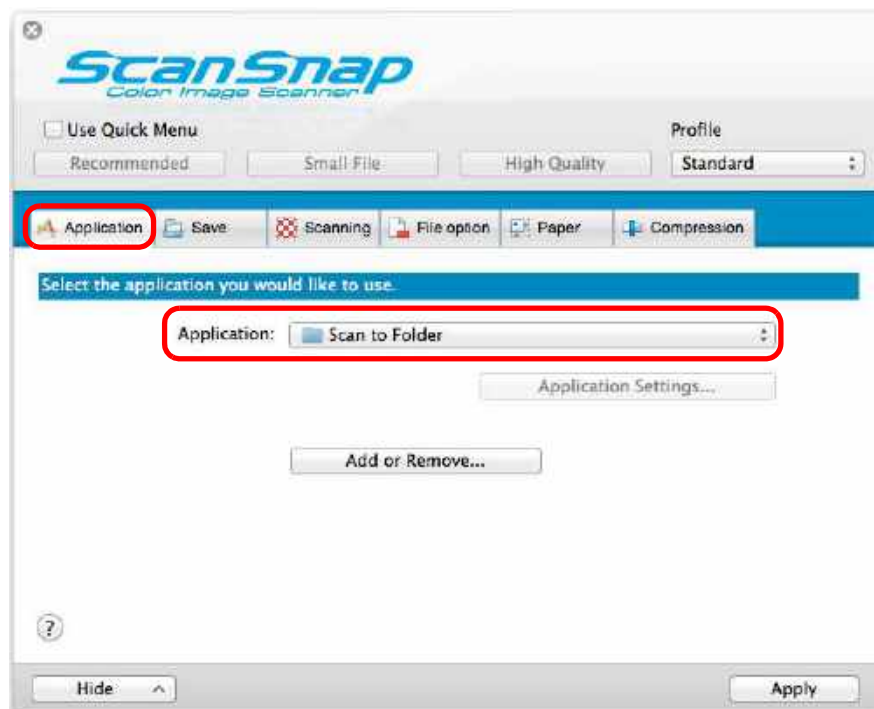 ScanSnap
Color Image Scanner
Use Quick Menu
Profile
Recommended Small File High Quality Standard
Application Save Scanning File option Paper Compression
Select the application you would like to use.
Application: Scan to Folder
Application Settings...
Add or Remove...
?
Hide Apply